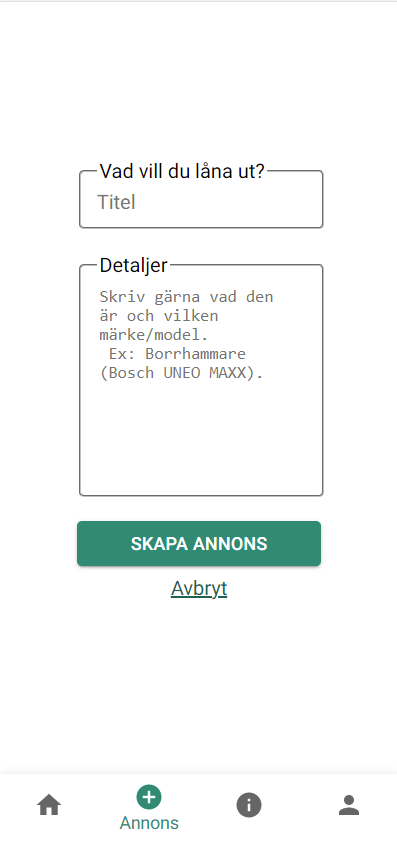 Vad vill du låna ut?
Titel
Detaljer
Skriv gärna vad den
är och vilken
märke/model.
Ex: Borrhammare
(Bosch UNEO MAXX).
SKAPA ANNONS
Avbryt
Annons